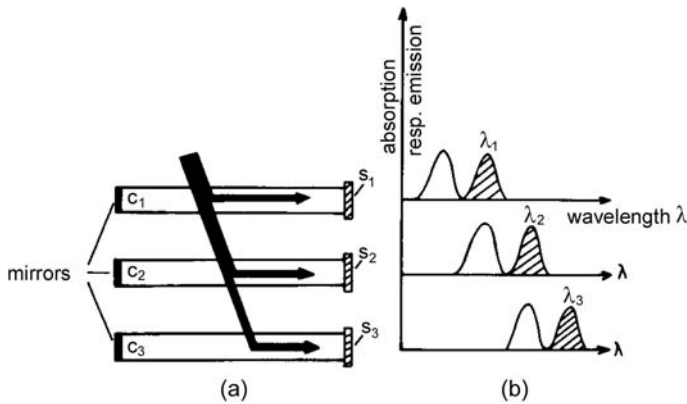 absorption
resp. emission
λ1
wavelength λ
λ2
λ
λ3
λ
mirrors
C1
S1
C2
S2
C3
S3
(a)
(b)